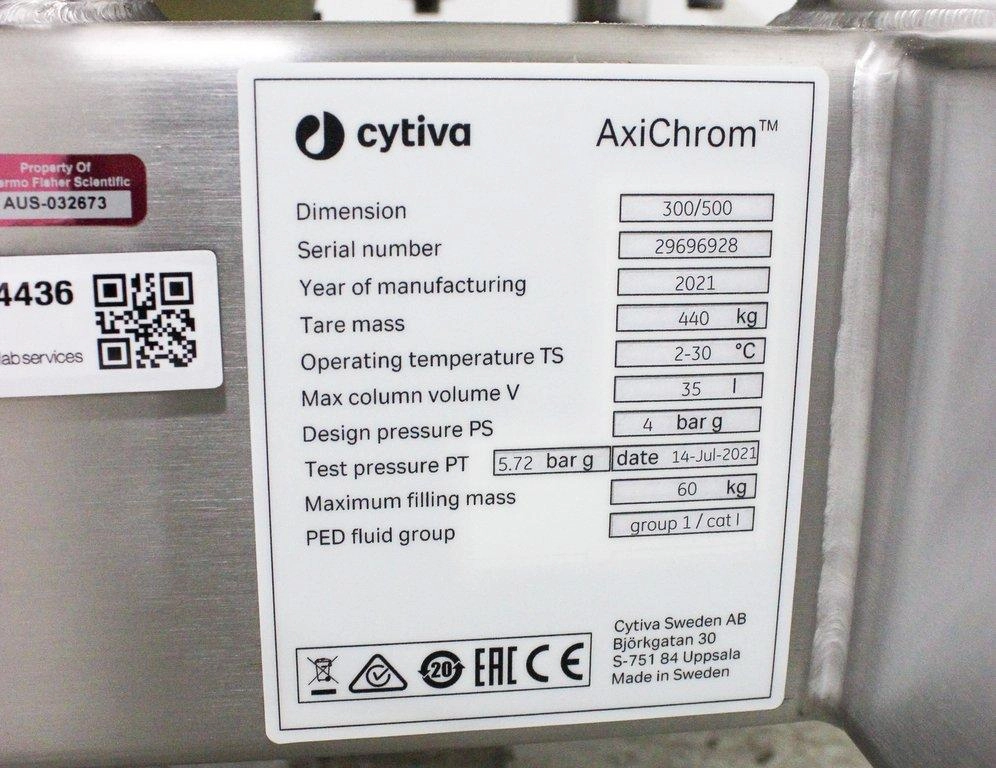 cytiva
AxiChrom™
Dimension 300/500
Serial number 29696928
Year of manufacturing 2021
Tare mass 440 kg
Operating temperature TS 2-30 °C
Max column volume V 35 l
Design pressure PS 4 bar g
Test pressure PT 5.72 bar g date 14-Jul-2021
Maximum filling mass 60 kg
PED fluid group group 1 / cat I
20 EAC CE
Cytiva Sweden AB
Björkgatan 30
S-751 84 Uppsala
Made in Sweden
Property Of
ermo Fisher Scientific
AUS-032673
4436
labservices